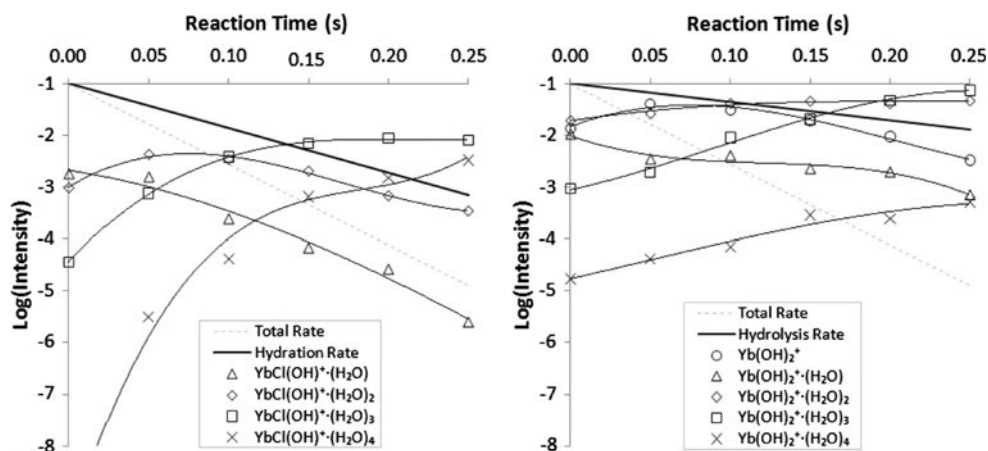 Reaction Time (s)
0.00 0.05 0.10 0.15 0.20 0.25
-1
-2
-3
-4
-5
-6
-7
-8
Log(Intensity)
Total Rate
Hydration Rate
YbCl(OH)⁺·(H₂O)
YbCl(OH)⁺·(H₂O)₂
YbCl(OH)⁺·(H₂O)₃
YbCl(OH)⁺·(H₂O)₄
Reaction Time (s)
0.00 0.05 0.10 0.15 0.20 0.25
-1
-2
-3
-4
-5
-6
-7
-8
Log(Intensity)
Total Rate
Hydrolysis Rate
Yb(OH)₂⁺
Yb(OH)₂⁺·(H₂O)
Yb(OH)₂⁺·(H₂O)₂
Yb(OH)₂⁺·(H₂O)₃
Yb(OH)₂⁺·(H₂O)₄